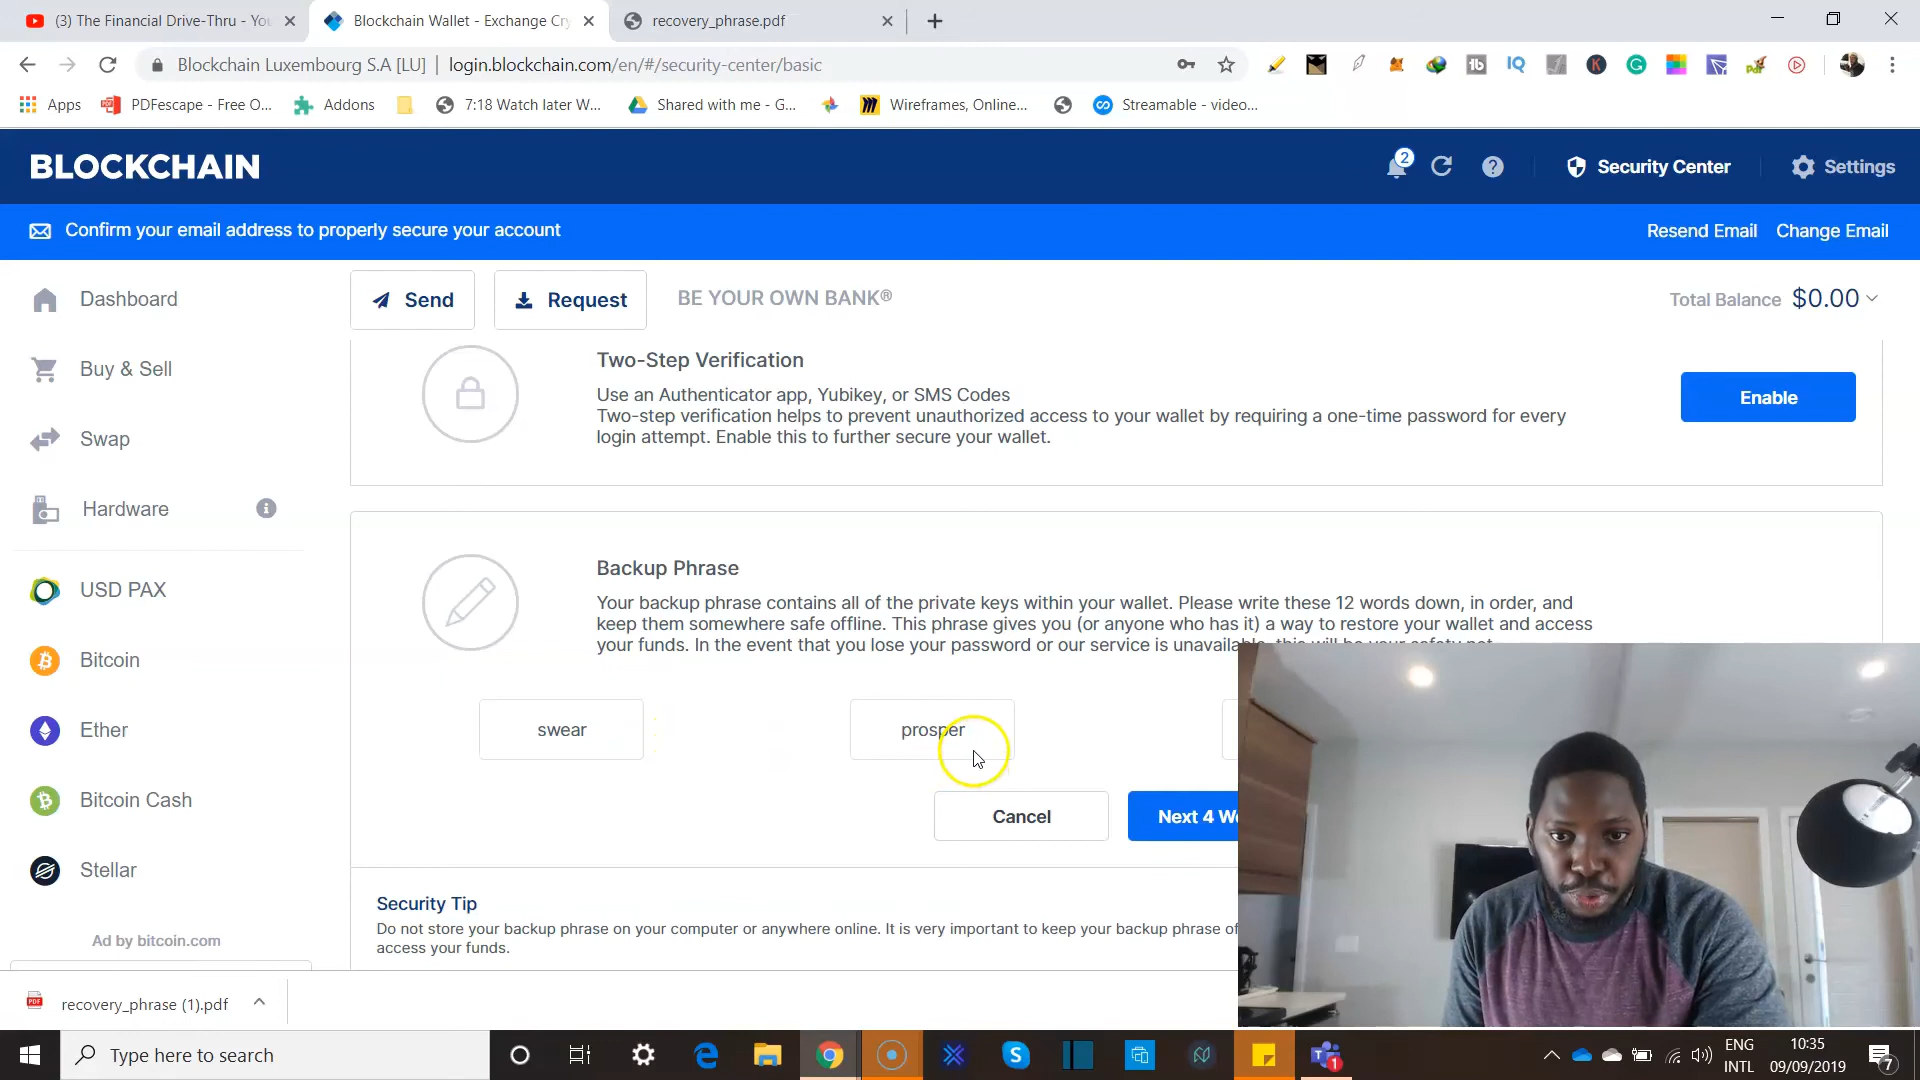 (3) The Financial Drive-Thru - You
Blockchain Wallet - Exchange Cry
recovery_phrase.pdf
Blockchain Luxembourg S.A [LU] | login.blockchain.com/en/#/security-center/basic
Apps
PDFescape - Free O...
Addons
7:18 Watch later W...
Shared with me - G...
Wireframes, Online...
Streamable - video...
BLOCKCHAIN
2
Security Center
Settings
Confirm your email address to properly secure your account
Resend Email
Change Email
Dashboard
Send
Request
BE YOUR OWN BANK®
Total Balance $0.00
Two-Step Verification
Use an Authenticator app, Yubikey, or SMS Codes
Two-step verification helps to prevent unauthorized access to your wallet by requiring a one-time password for every
login attempt. Enable this to further secure your wallet.
Enable
Buy & Sell
Swap
Hardware
USD PAX
Bitcoin
Ether
Bitcoin Cash
Stellar
Ad by bitcoin.com
Backup Phrase
Your backup phrase contains all of the private keys within your wallet. Please write these 12 words down, in order, and
keep them somewhere safe offline. This phrase gives you (or anyone who has it) a way to restore your wallet and access
your funds. In the event that you lose your password or our service is unavailable, this will be your safety net.
swear
prosper
Cancel
Next 4 Wo
Security Tip
Do not store your backup phrase on your computer or anywhere online. It is very important to keep your backup phrase of
access your funds.
recovery_phrase (1).pdf
Type here to search
1
ENG
INTL
10:35
09/09/2019
7